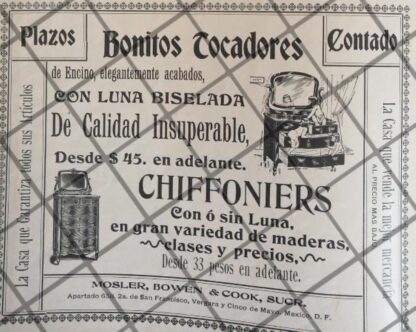 Plazos
Bonitos Tocadores
Contado
de Encino, elegantemente acabados,
CON LUNA BISELADA
De Calidad Insuperable,
Desde $ 45. en adelante.
CHIFFONIERS
Con ó sin Luna,
en gran variedad de maderas,
clases y precios,
Desde 33 pesos en adelante.
La Casa que Garantiza todos sus Artículos
La Casa que vende la mejor mercancía
AL PRECIO MAS BAJO
MOSLER, BOWEN & COOK, SUCR.
Apartado 658. 2a. de San Francisco, Vergara y Cinco de Mayo, Mexico, D. F.